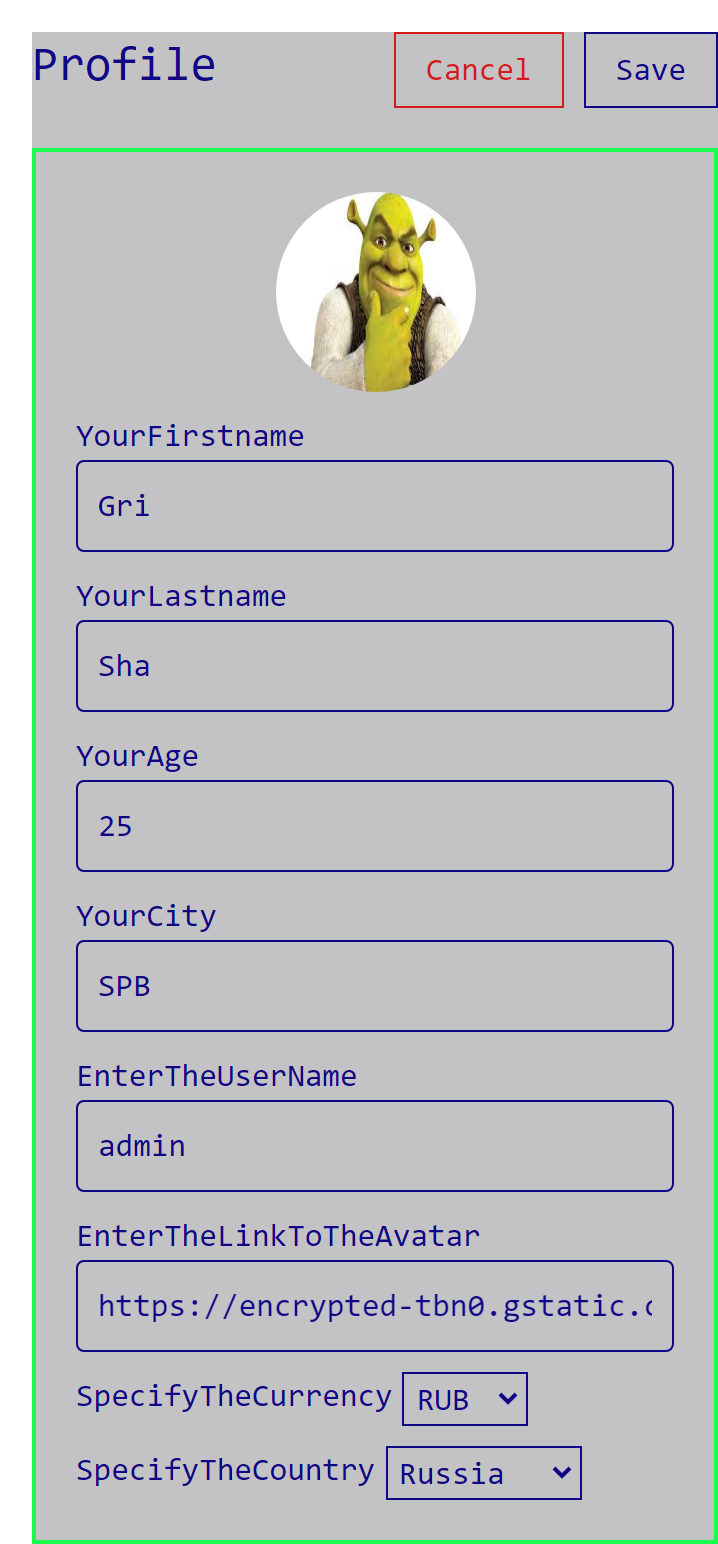 Profile
Cancel
Save
YourFirstname
Gri
YourLastname
Sha
YourAge
25
YourCity
SPB
EnterTheUserName
admin
EnterTheLinkToTheAvatar
https://encrypted-tbn0.gstatic.c
SpecifyTheCurrency RUB
SpecifyTheCountry Russia